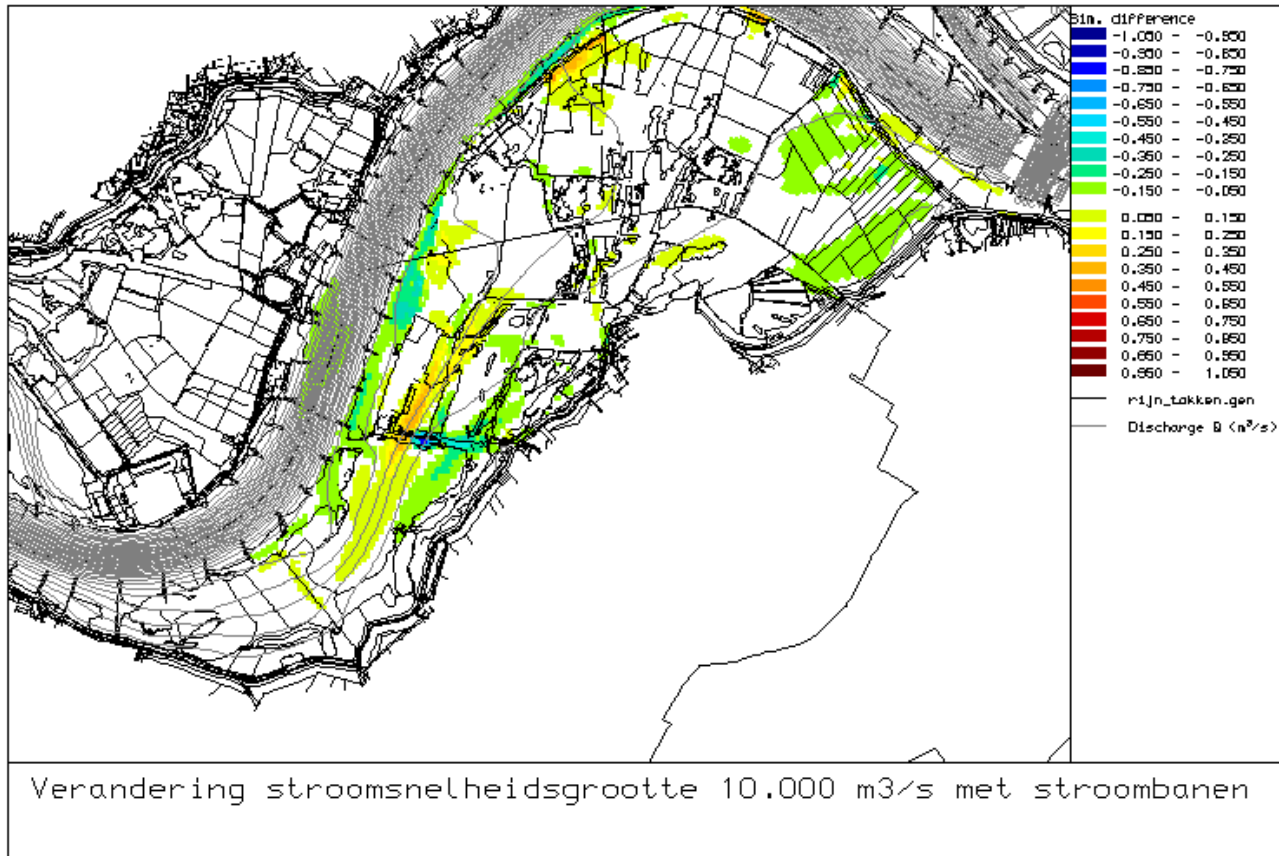 Sim. difference
-1.050 - -0.950
-0.950 - -0.850
-0.850 - -0.750
-0.750 - -0.650
-0.650 - -0.550
-0.550 - -0.450
-0.450 - -0.350
-0.350 - -0.250
-0.250 - -0.150
-0.150 - -0.050
0.050 - 0.150
0.150 - 0.250
0.250 - 0.350
0.350 - 0.450
0.450 - 0.550
0.550 - 0.650
0.650 - 0.750
0.750 - 0.850
0.850 - 0.950
0.950 - 1.050
rijn_takken.gen
Discharge Q (m³/s)
Verandering stroomsnelheidsgrootte 10.000 m3/s met stroombanen